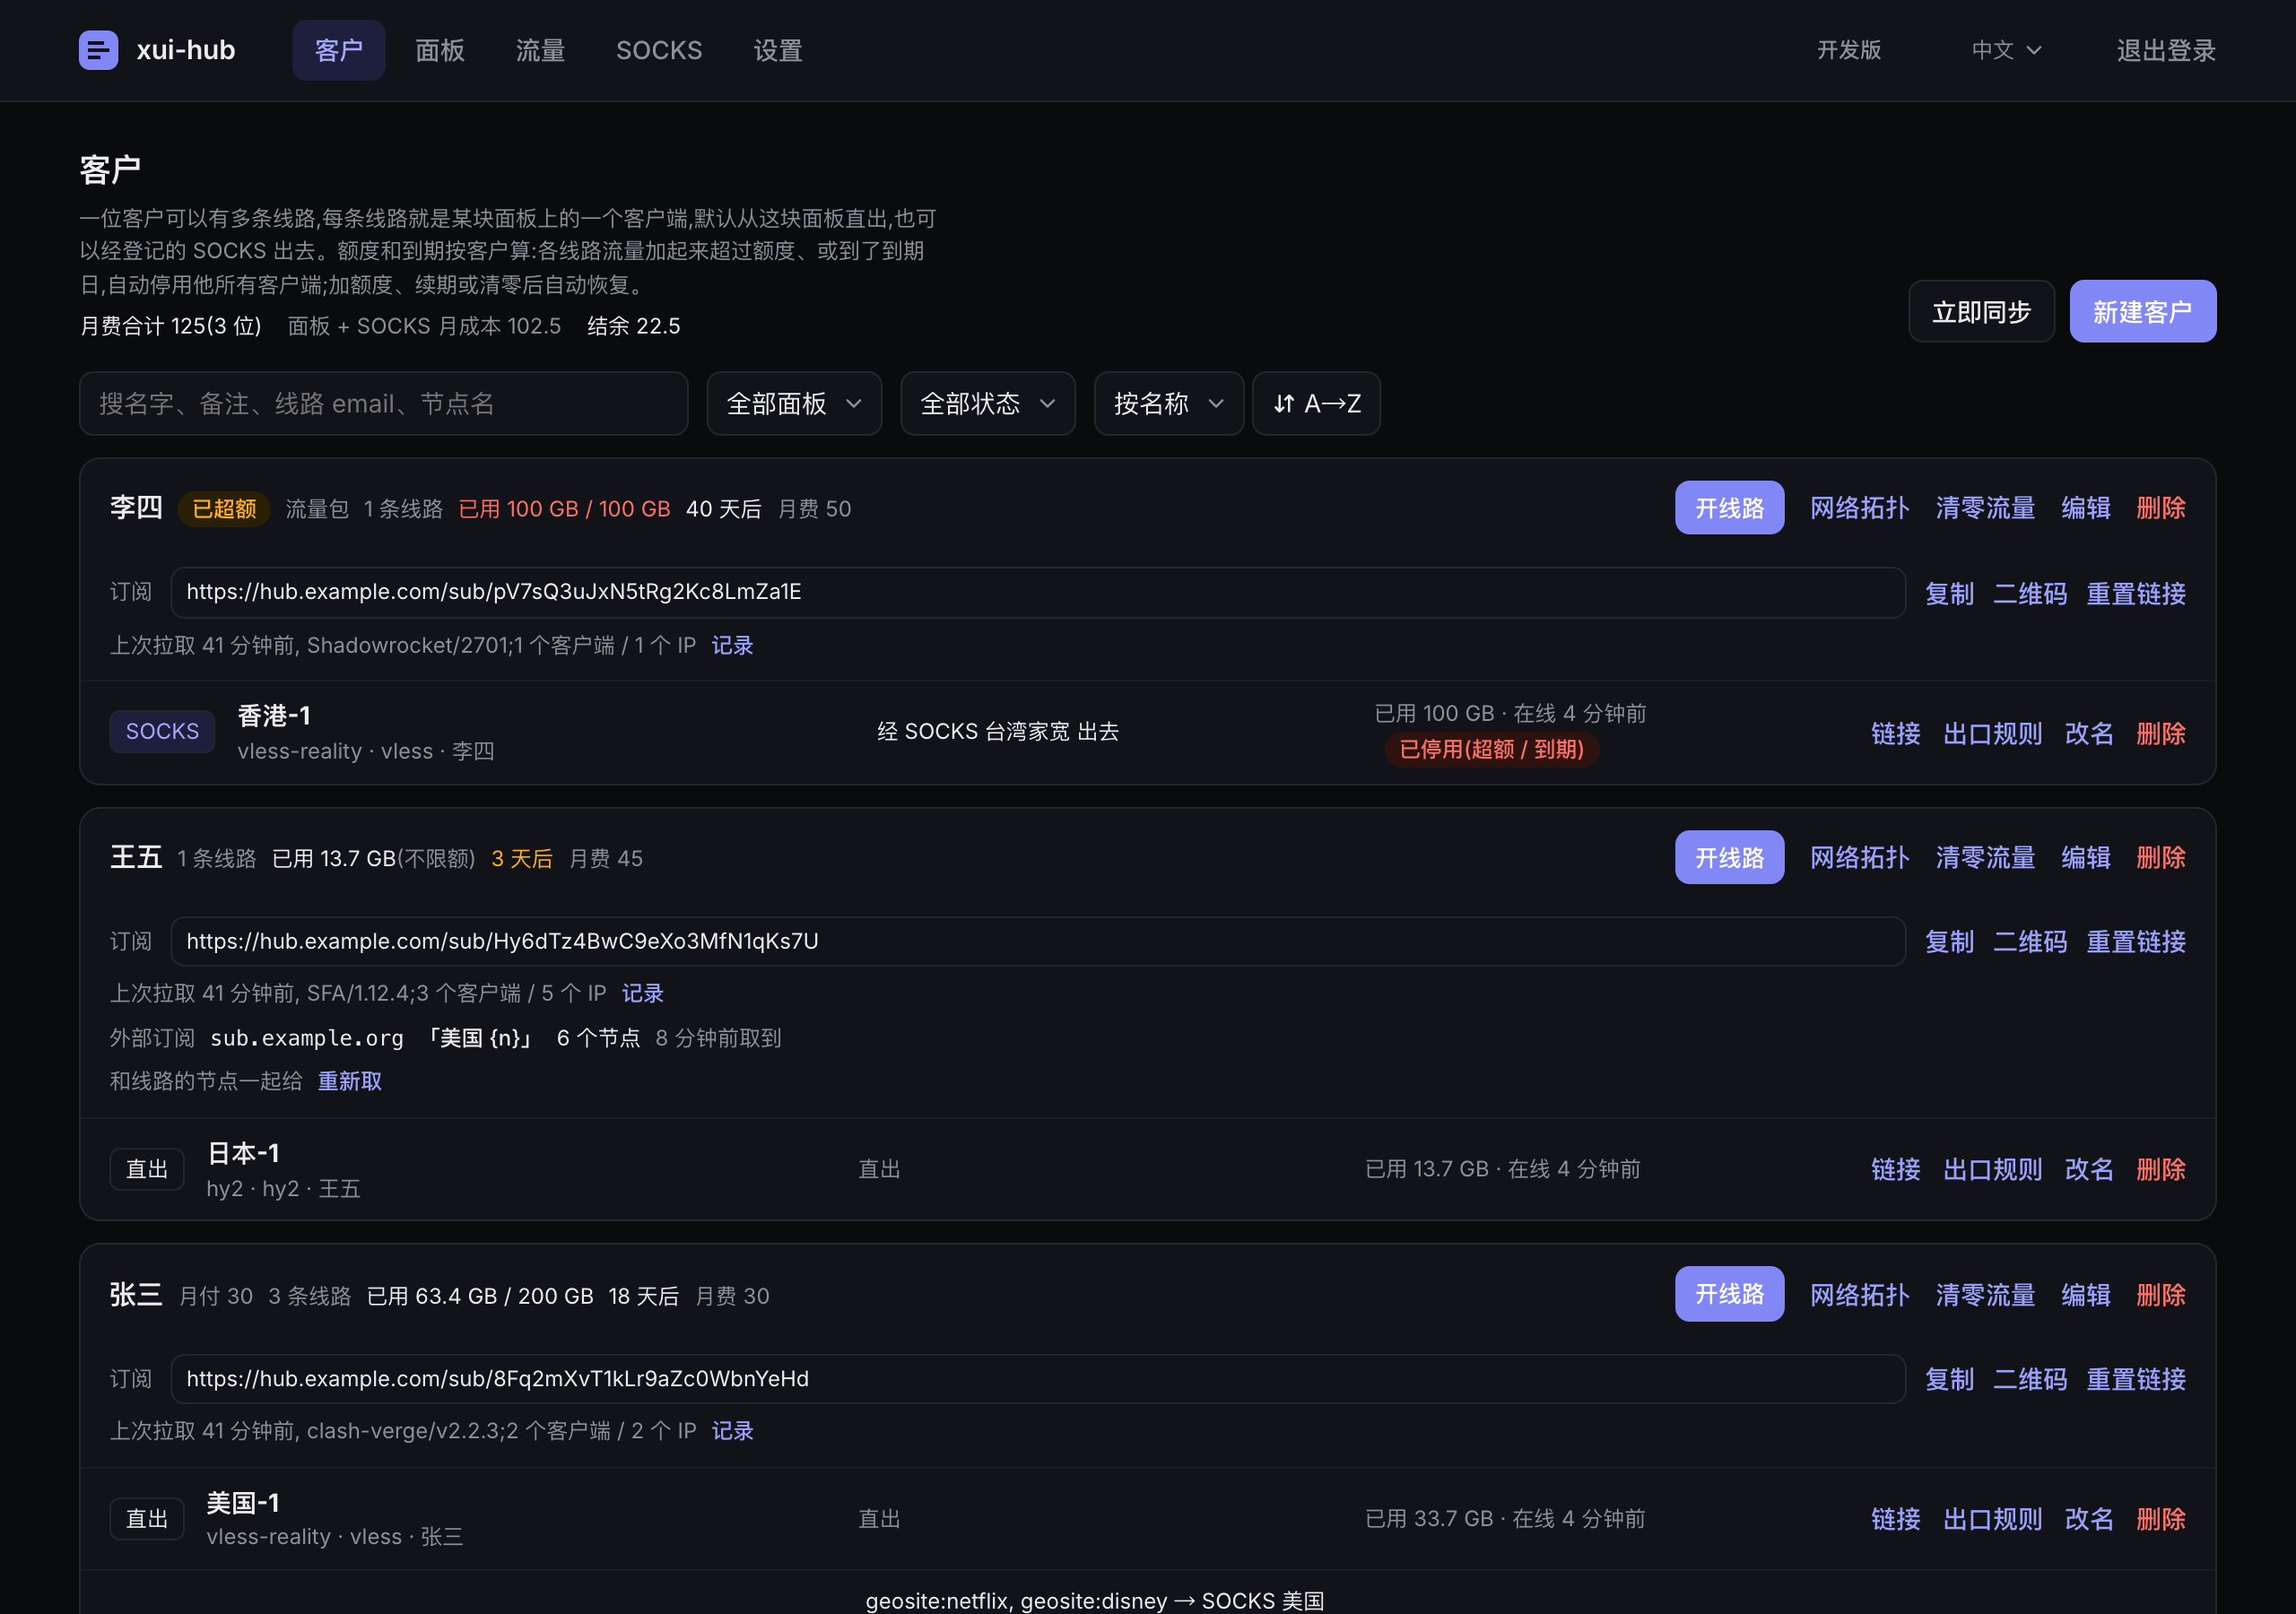 xui-hub 客户 面板 流量 SOCKS 设置 开发版 中文 退出登录
客户
一位客户可以有多条线路,每条线路就是某块面板上的一个客户端,默认从这块面板直出,也可
以经登记的 SOCKS 出去。额度和到期按客户算:各线路流量加起来超过额度、或到了到期
日,自动停用他所有客户端;加额度、续期或清零后自动恢复。
月费合计 125(3 位) 面板 + SOCKS 月成本 102.5 结余 22.5
立即同步 新建客户
搜名字、备注、线路 email、节点名 全部面板 全部状态 按名称 A→Z
李四 已超额 流量包 1 条线路 已用 100 GB / 100 GB 40 天后 月费 50 开线路 网络拓扑 清零流量 编辑 删除
订阅 https://hub.example.com/sub/pV7sQ3uJxN5tRg2Kc8LmZa1E 复制 二维码 重置链接
上次拉取 41 分钟前, Shadowrocket/2701;1 个客户端 / 1 个 IP 记录
SOCKS 香港-1 经 SOCKS 台湾家宽 出去 已用 100 GB · 在线 4 分钟前 链接 出口规则 改名 删除
vless-reality · vless · 李四 已停用(超额 / 到期)
王五 1 条线路 已用 13.7 GB(不限额) 3 天后 月费 45 开线路 网络拓扑 清零流量 编辑 删除
订阅 https://hub.example.com/sub/Hy6dTz4BwC9eXo3MfN1qKs7U 复制 二维码 重置链接
上次拉取 41 分钟前, SFA/1.12.4;3 个客户端 / 5 个 IP 记录
外部订阅 sub.example.org 「美国 {n}」 6 个节点 8 分钟前取到
和线路的节点一起给 重新取
直出 日本-1 直出 已用 13.7 GB · 在线 4 分钟前 链接 出口规则 改名 删除
hy2 · hy2 · 王五
张三 月付 30 3 条线路 已用 63.4 GB / 200 GB 18 天后 月费 30 开线路 网络拓扑 清零流量 编辑 删除
订阅 https://hub.example.com/sub/8Fq2mXvT1kLr9aZc0WbnYeHd 复制 二维码 重置链接
上次拉取 41 分钟前, clash-verge/v2.2.3;2 个客户端 / 2 个 IP 记录
直出 美国-1 直出 已用 33.7 GB · 在线 4 分钟前 链接 出口规则 改名 删除
vless-reality · vless · 张三
geosite:netflix, geosite:disney → SOCKS 美国